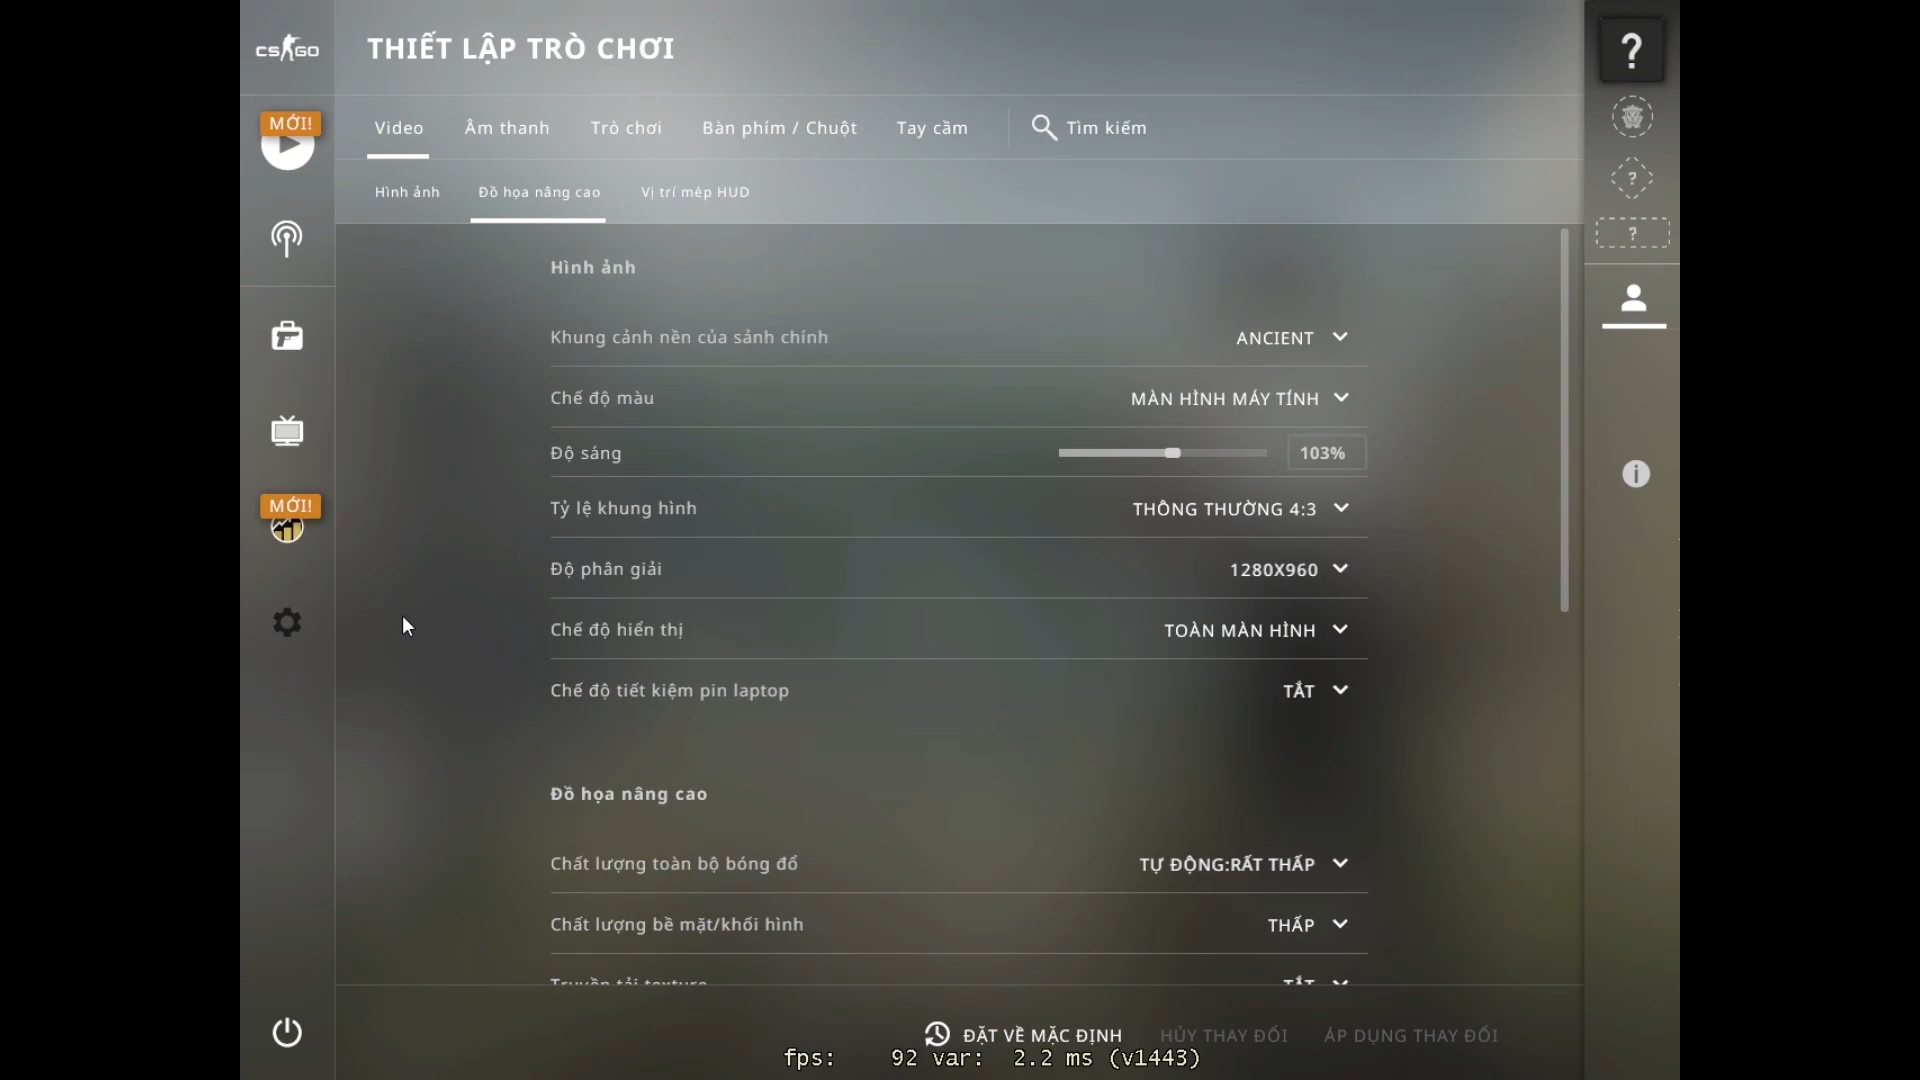 CS GO
THIẾT LẬP TRÒ CHƠI
?
MỚI!
Video
Âm thanh
Trò chơi
Bàn phím / Chuột
Tay cầm
Tìm kiếm
Hình ảnh
Đồ họa nâng cao
Vị trí mép HUD
?
?
Hình ảnh
Khung cảnh nền của sảnh chính
ANCIENT
Chế độ màu
MÀN HÌNH MÁY TÍNH
Độ sáng
103%
MỚI!
Tỷ lệ khung hình
THÔNG THƯỜNG 4:3
Độ phân giải
1280X960
Chế độ hiển thị
TOÀN MÀN HÌNH
Chế độ tiết kiệm pin laptop
TẮT
Đồ họa nâng cao
Chất lượng toàn bộ bóng đổ
TỰ ĐỘNG:RẤT THẤP
Chất lượng bề mặt/khối hình
THẤP
Truyền tải texture
TẮT
ĐẶT VỀ MẶC ĐỊNH
HỦY THAY ĐỔI
ÁP DỤNG THAY ĐỔI
fps: 92 var: 2.2 ms (v1443)